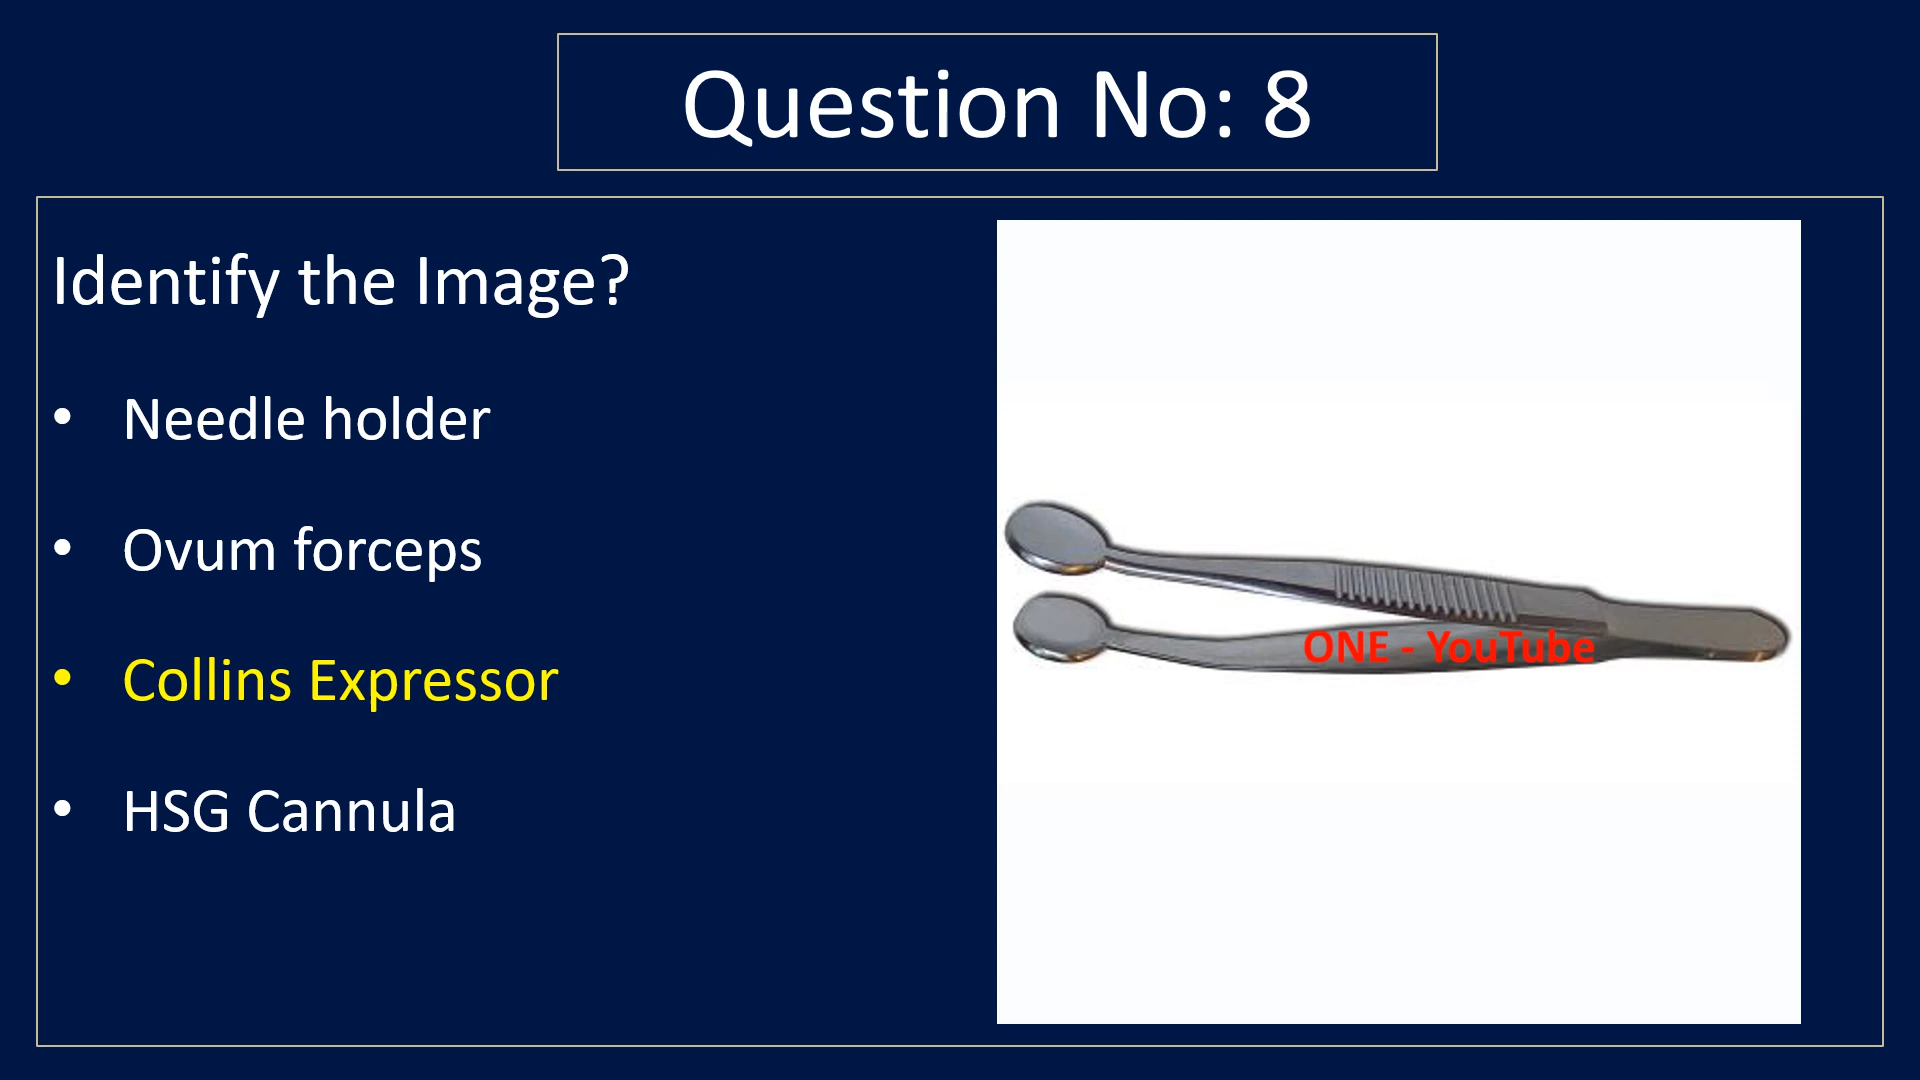 Question No: 8
Identify the Image?
• Needle holder
• Ovum forceps
• Collins Expressor
• HSG Cannula
ONE - YouTube